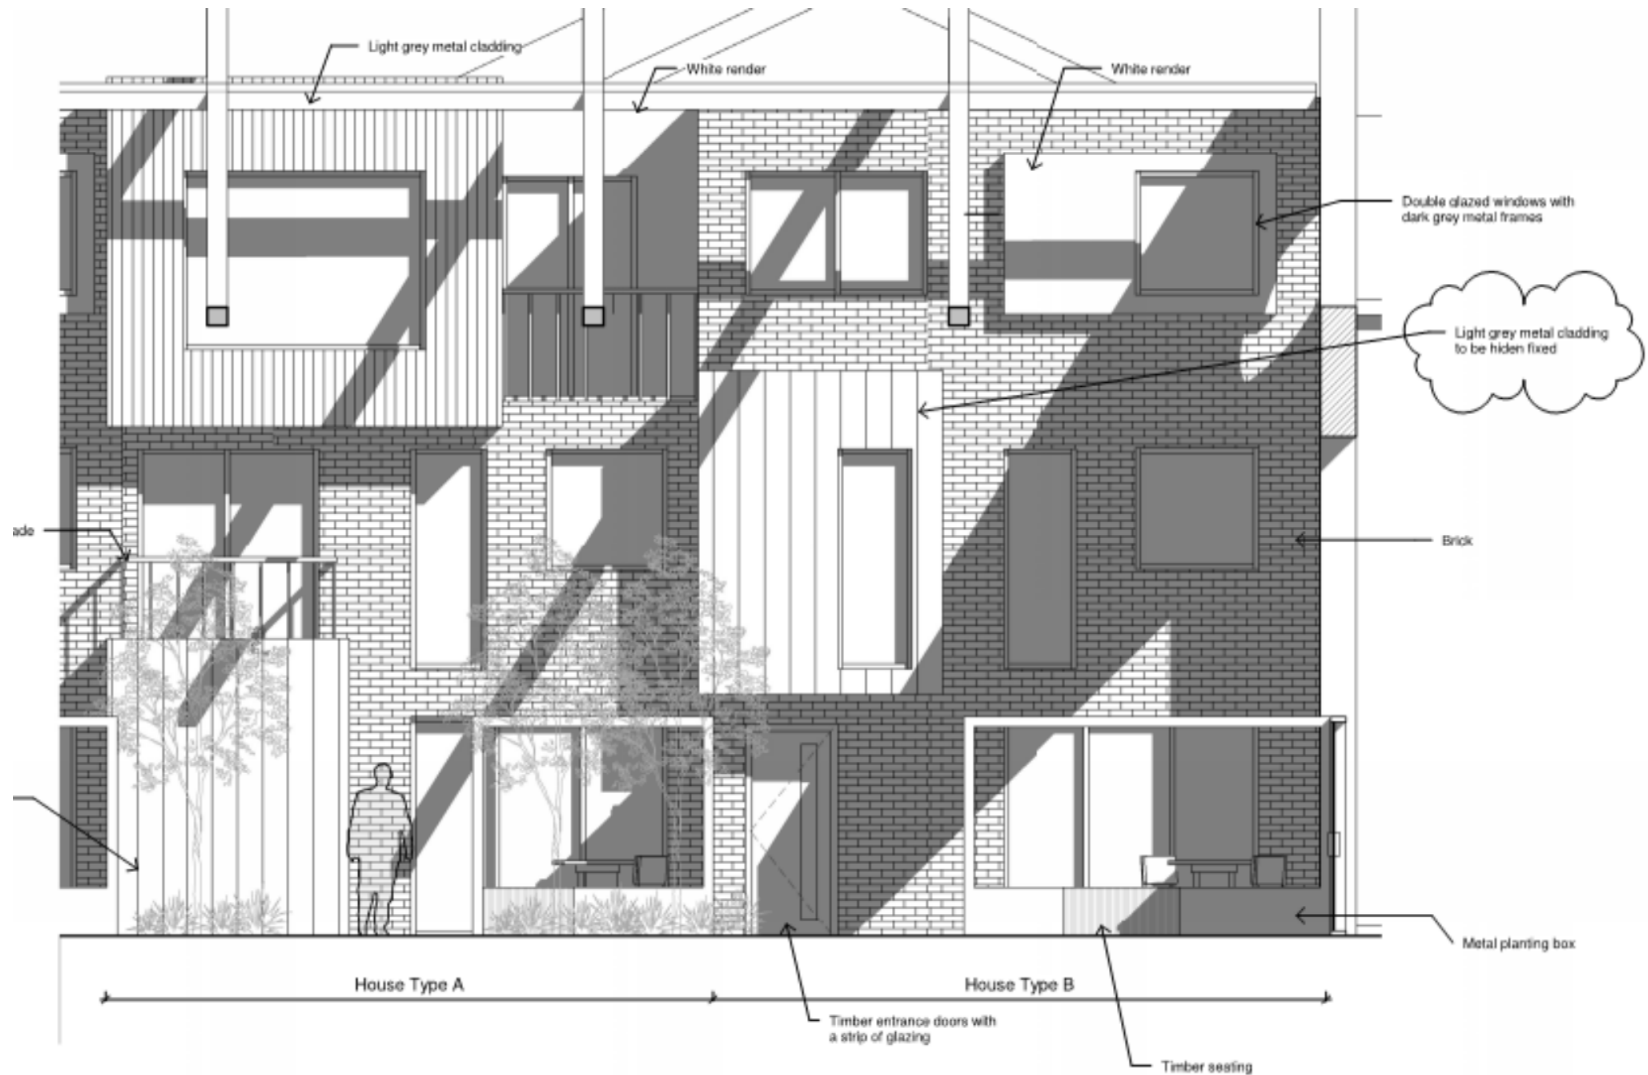 Light grey metal cladding
White render
White render
Double glazed windows with
dark grey metal frames
Light grey metal cladding
to be hiden fixed
ade
Brick
Metal planting box
House Type A
House Type B
Timber entrance doors with
a strip of glazing
Timber seating